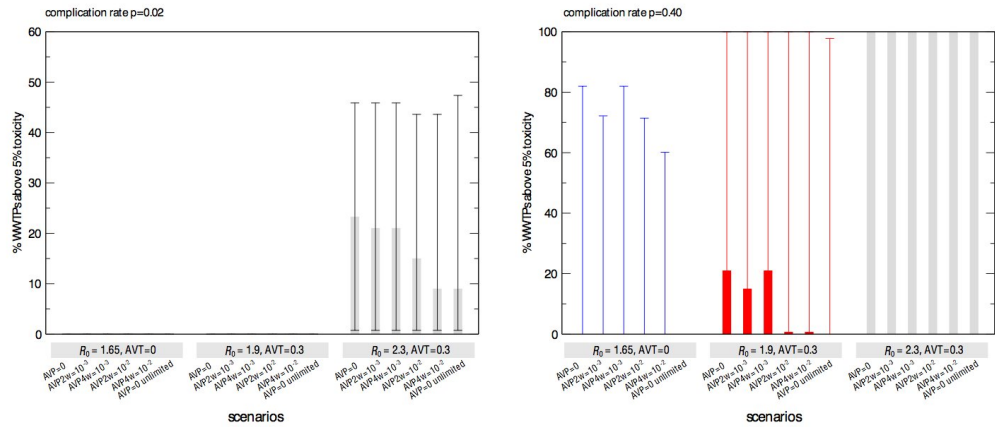 complication rate p=0.02
60
50
40
30
20
10
0
% WWTPs above 5% toxicity
R₀ = 1.65, AVT=0
R₀ = 1.9, AVT=0.3
R₀ = 2.3, AVT=0.3
AVP=0
AVP2w=10⁻³
AVP4w=10⁻³
AVP2w=10⁻²
AVP4w=10⁻²
AVP=0 unlimited
AVP=0
AVP2w=10⁻³
AVP4w=10⁻³
AVP2w=10⁻²
AVP4w=10⁻²
AVP=0 unlimited
AVP=0
AVP2w=10⁻³
AVP4w=10⁻³
AVP2w=10⁻²
AVP4w=10⁻²
AVP=0 unlimited
scenarios
complication rate p=0.40
100
80
60
40
20
0
% WWTPs above 5% toxicity
R₀ = 1.65, AVT=0
R₀ = 1.9, AVT=0.3
R₀ = 2.3, AVT=0.3
AVP=0
AVP2w=10⁻³
AVP4w=10⁻³
AVP2w=10⁻²
AVP4w=10⁻²
AVP=0 unlimited
AVP=0
AVP2w=10⁻³
AVP4w=10⁻³
AVP2w=10⁻²
AVP4w=10⁻²
AVP=0 unlimited
AVP=0
AVP2w=10⁻³
AVP4w=10⁻³
AVP2w=10⁻²
AVP4w=10⁻²
AVP=0 unlimited
scenarios